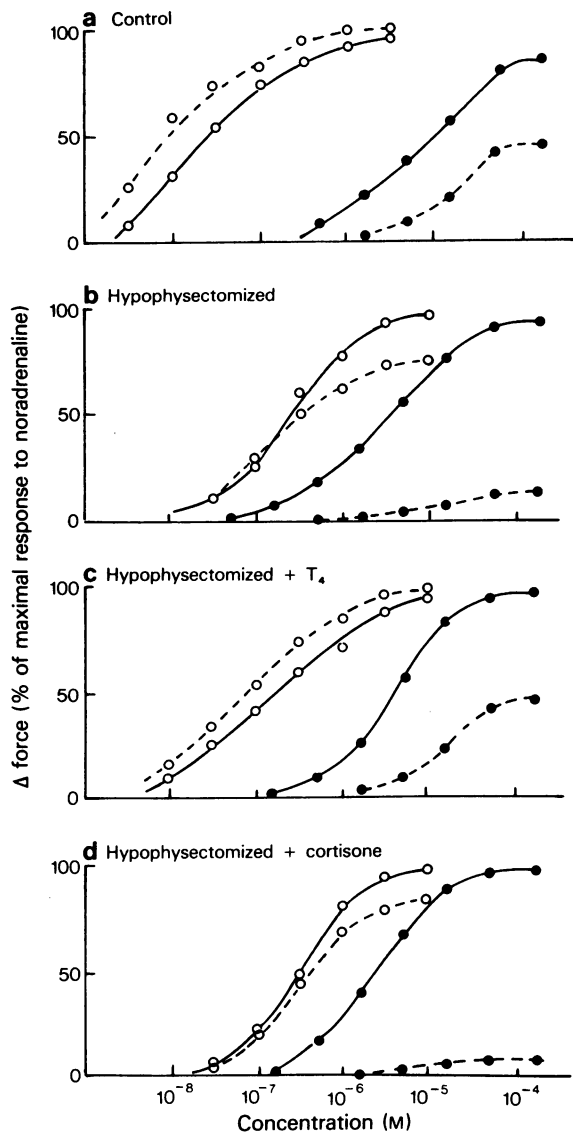 a Control
100
50
0
b Hypophysectomized
100
50
0
c Hypophysectomized + T₄
100
50
0
d Hypophysectomized + cortisone
100
50
0
Δ force (% of maximal response to noradrenaline)
10⁻⁸ 10⁻⁷ 10⁻⁶ 10⁻⁵ 10⁻⁴
Concentration (M)